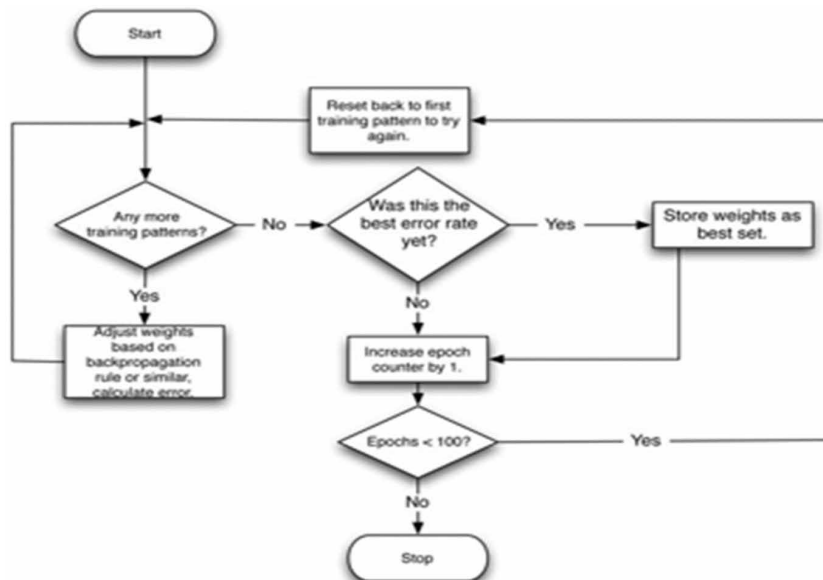 Start
Reset back to first
training pattern to try
again.
Any more
training patterns?
No
Was this the
best error rate
yet?
Yes
Store weights as
best set.
Yes
No
Adjust weights
based on
backpropagation
rule or similar,
calculate error.
Increase epoch
counter by 1.
Epochs < 100?
Yes
No
Stop